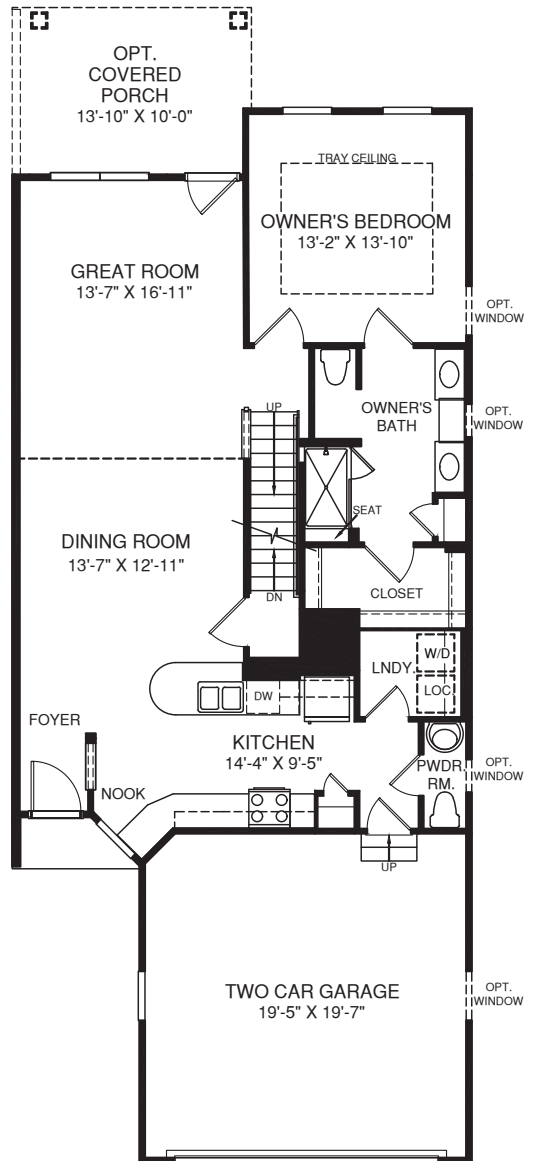 OPT.
COVERED
PORCH
13'-10" X 10'-0"
TRAY CEILING
OWNER'S BEDROOM
13'-2" X 13'-10"
GREAT ROOM
13'-7" X 16'-11"
OPT.
WINDOW
UP
OWNER'S
BATH
OPT.
WINDOW
SEAT
DINING ROOM
13'-7" X 12'-11"
DN
CLOSET
LNDY.
W/D
LOC.
DW
FOYER
KITCHEN
14'-4" X 9'-5"
PWDR.
RM.
OPT.
WINDOW
NOOK
UP
TWO CAR GARAGE
19'-5" X 19'-7"
OPT.
WINDOW